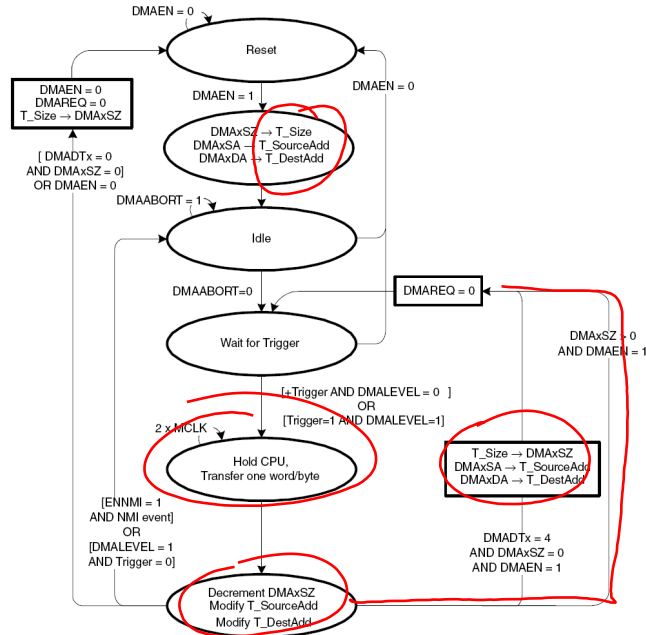 DMAEN = 0
Reset
DMAEN = 0
DMAREQ = 0
T_Size → DMAxSZ
DMAEN = 1
DMAEN = 0
DMAxSZ → T_Size
DMAxSA → T_SourceAdd
DMAxDA → T_DestAdd
[ DMADTx = 0
AND DMAxSZ = 0]
OR DMAEN = 0
DMAABORT = 1
Idle
DMAABORT=0
DMAREQ = 0
Wait for Trigger
DMAxSZ > 0
AND DMAEN = 1
[+Trigger AND DMALEVEL = 0 ]
OR
[Trigger=1 AND DMALEVEL=1]
2 x MCLK
Hold CPU,
Transfer one word/byte
T_Size → DMAxSZ
DMAxSA → T_SourceAdd
DMAxDA → T_DestAdd
[ENNMI = 1
AND NMI event]
OR
[DMALEVEL = 1
AND Trigger = 0]
DMADTx = 4
AND DMAxSZ = 0
AND DMAEN = 1
Decrement DMAxSZ
Modify T_SourceAdd
Modify T_DestAdd